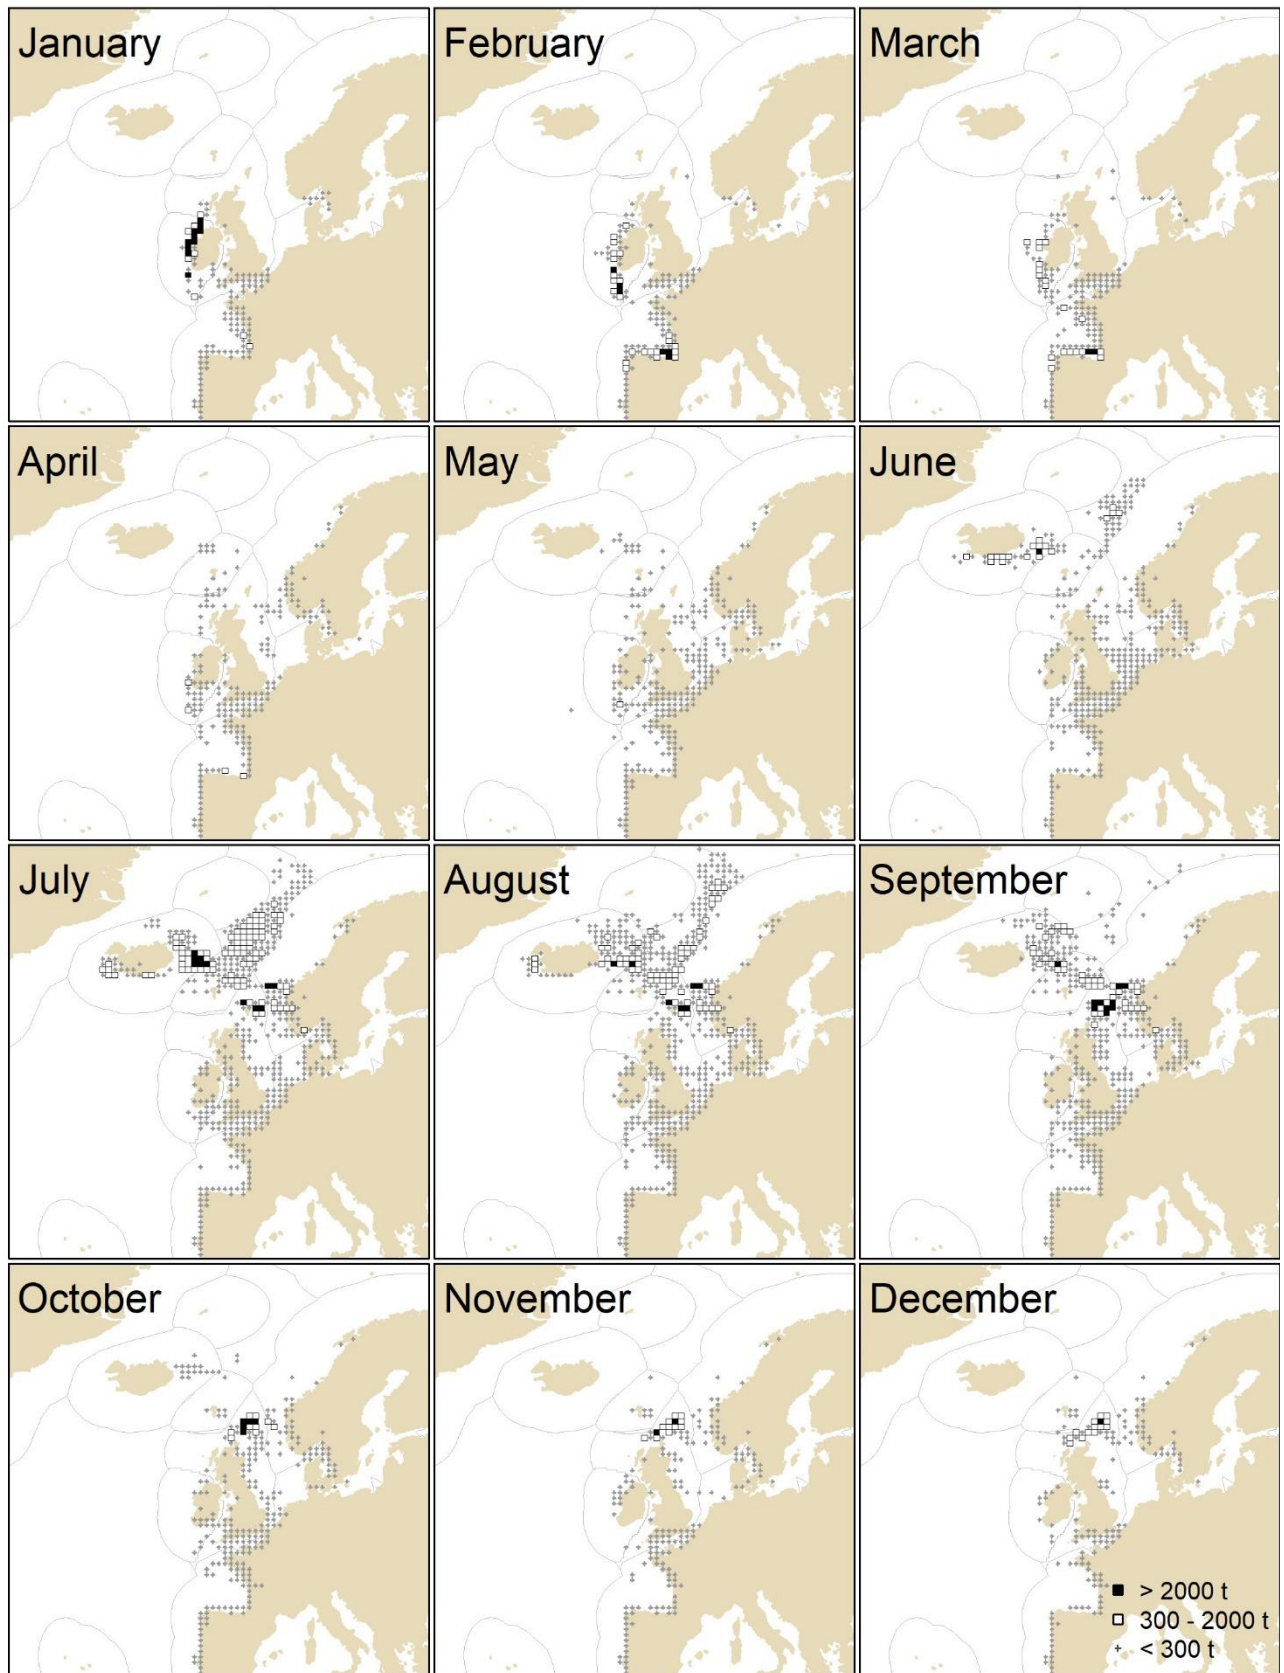 January
February
March
April
May
June
July
August
September
October
November
December
> 2000 t
300 - 2000 t
< 300 t